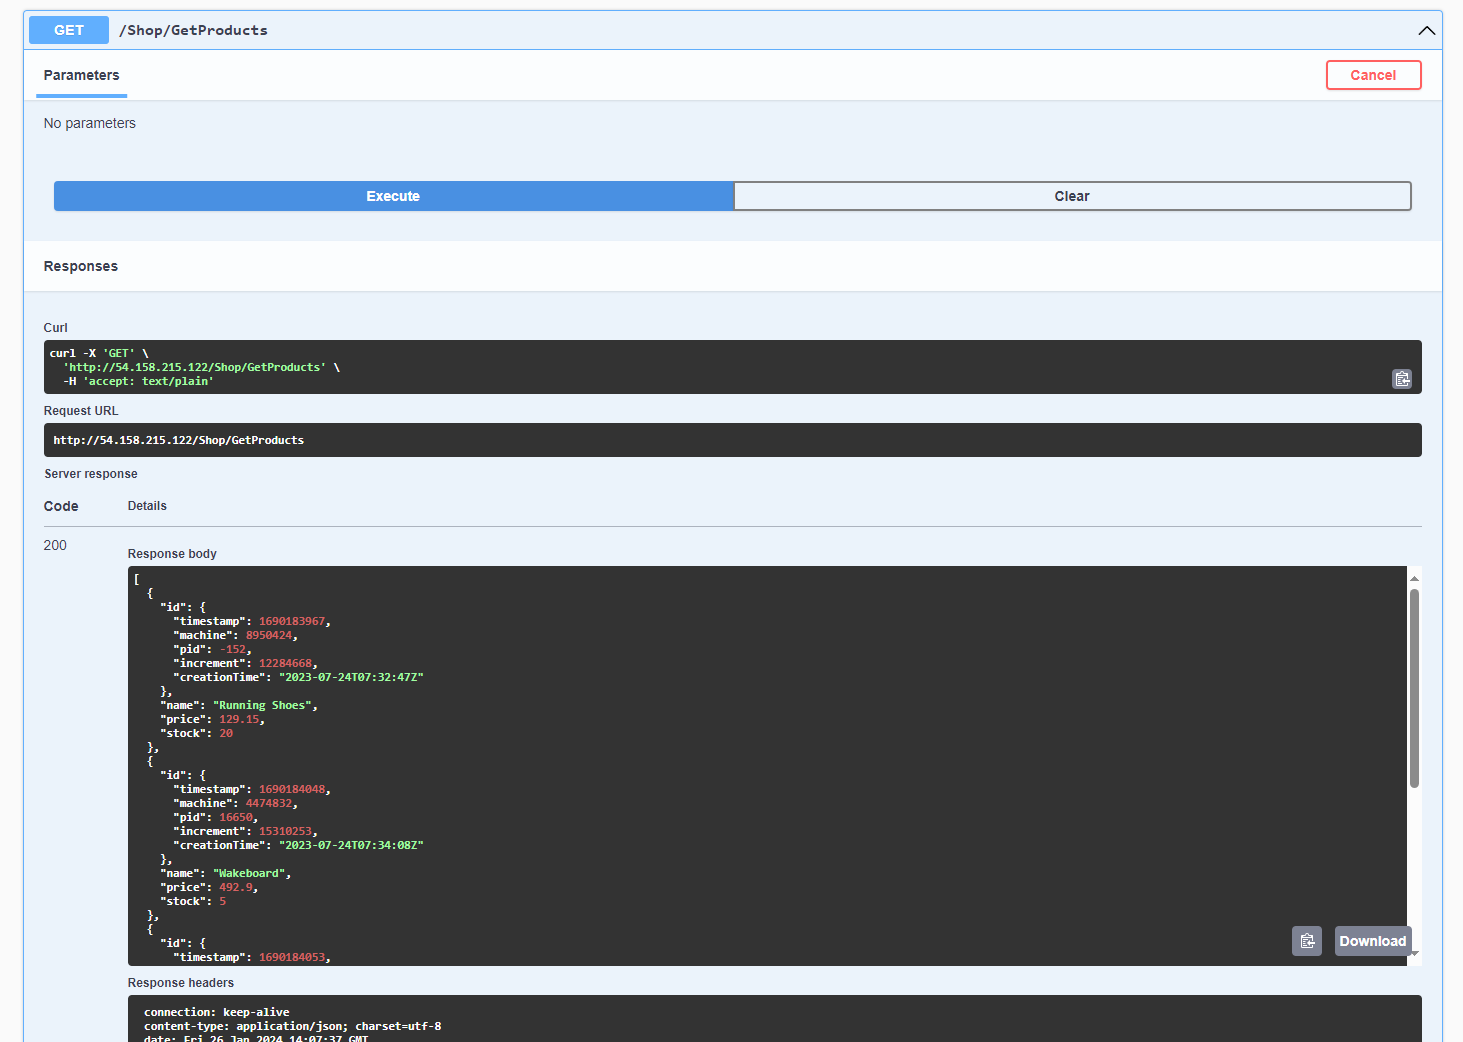 GET /Shop/GetProducts
Parameters
Cancel
No parameters
Execute
Clear
Responses
Curl
curl -X 'GET' \
  'http://54.158.215.122/Shop/GetProducts' \
  -H 'accept: text/plain'
Request URL
http://54.158.215.122/Shop/GetProducts
Server response
Code Details
200
Response body
[
  {
    "id": {
      "timestamp": 1690183967,
      "machine": 8950424,
      "pid": -152,
      "increment": 12284668,
      "creationTime": "2023-07-24T07:32:47Z"
    },
    "name": "Running Shoes",
    "price": 129.15,
    "stock": 20
  },
  {
    "id": {
      "timestamp": 1690184048,
      "machine": 4474832,
      "pid": 16650,
      "increment": 15310253,
      "creationTime": "2023-07-24T07:34:08Z"
    },
    "name": "Wakeboard",
    "price": 492.9,
    "stock": 5
  },
  {
    "id": {
      "timestamp": 1690184053,
Download
Response headers
connection: keep-alive
content-type: application/json; charset=utf-8
date: Fri 26 Jan 2024 14:07:37 GMT